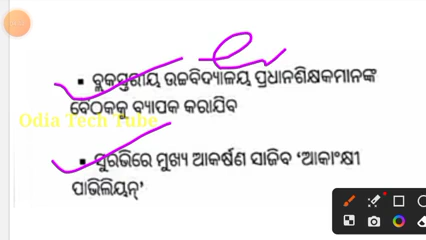 ▪ ବ୍ଲକସ୍ତରୀୟ ଉଚ୍ଚବିଦ୍ୟାଳୟ ପ୍ରଧାନଶିକ୍ଷକମାନଙ୍କ
ବୈଠକକୁ ବ୍ୟାପକ କରାଯିବ
Odia Tech Tube
▪ ସୁରଭିରେ ମୁଖ୍ୟ ଆକର୍ଷଣ ସାଜିବ ‘ଆକାଂକ୍ଷୀ
ପାଭିଲିୟନ୍’